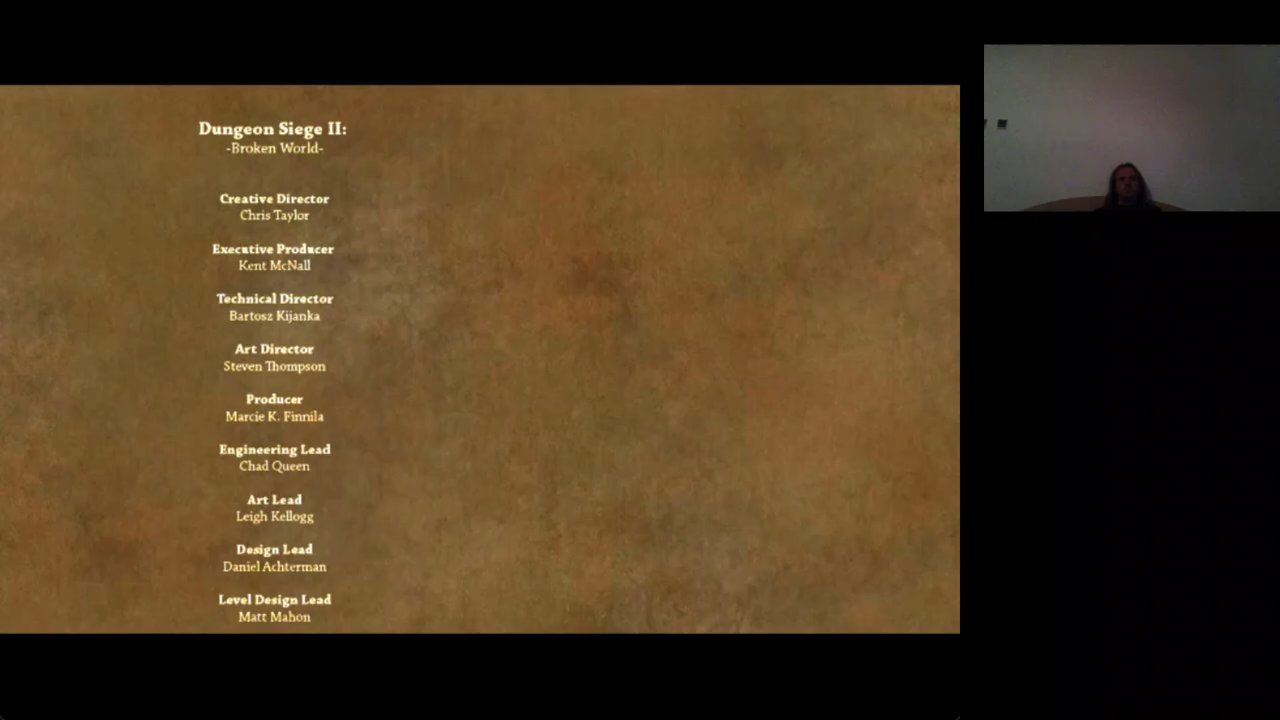 Dungeon Siege II:
-Broken World-
Creative Director
Chris Taylor
Executive Producer
Kent McNall
Technical Director
Bartosz Kijanka
Art Director
Steven Thompson
Producer
Marcie K. Finnila
Engineering Lead
Chad Queen
Art Lead
Leigh Kellogg
Design Lead
Daniel Achterman
Level Design Lead
Matt Mahon